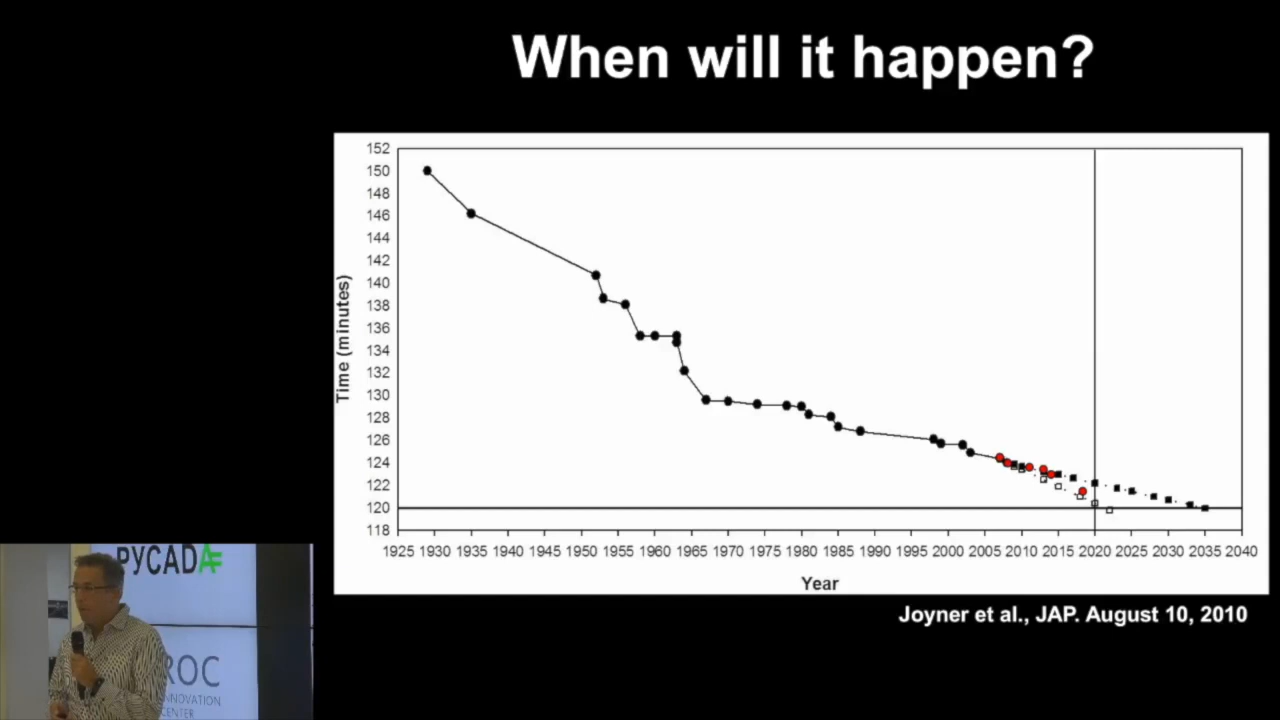 When will it happen?
152
150
148
146
144
142
140
138
136
134
132
130
128
126
124
122
120
118
Time (minutes)
1925 1930 1935 1940 1945 1950 1955 1960 1965 1970 1975 1980 1985 1990 1995 2000 2005 2010 2015 2020 2025 2030 2035 2040
Year
Joyner et al., JAP. August 10, 2010
РУСАДА
ROC
INNOVATION
CENTER